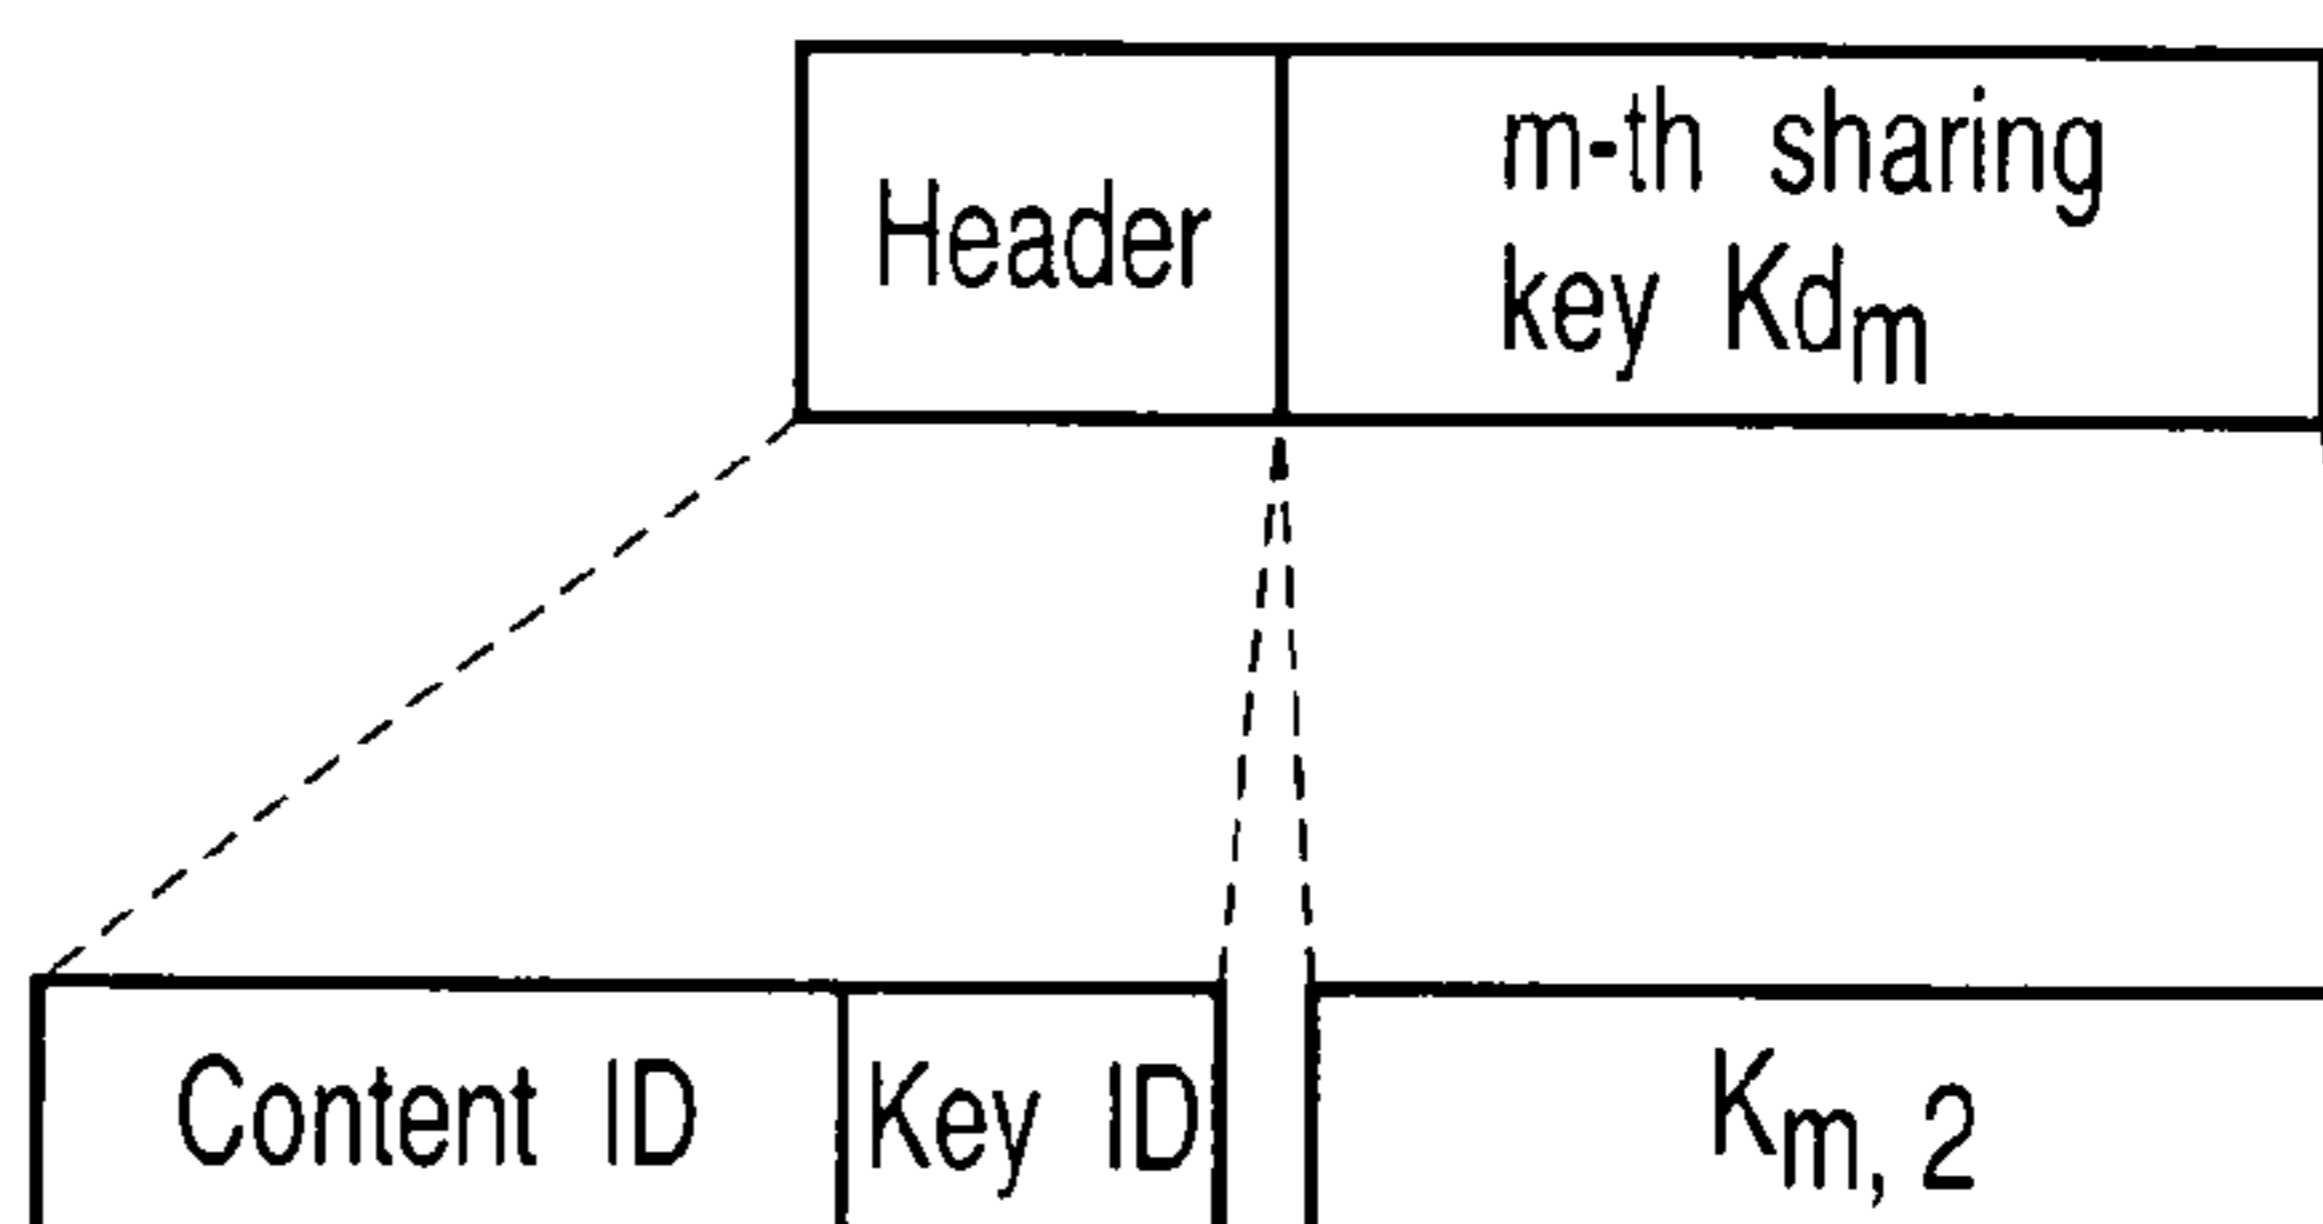 Header
m-th sharing
key Kdm
Content ID
Key ID
Km, 2